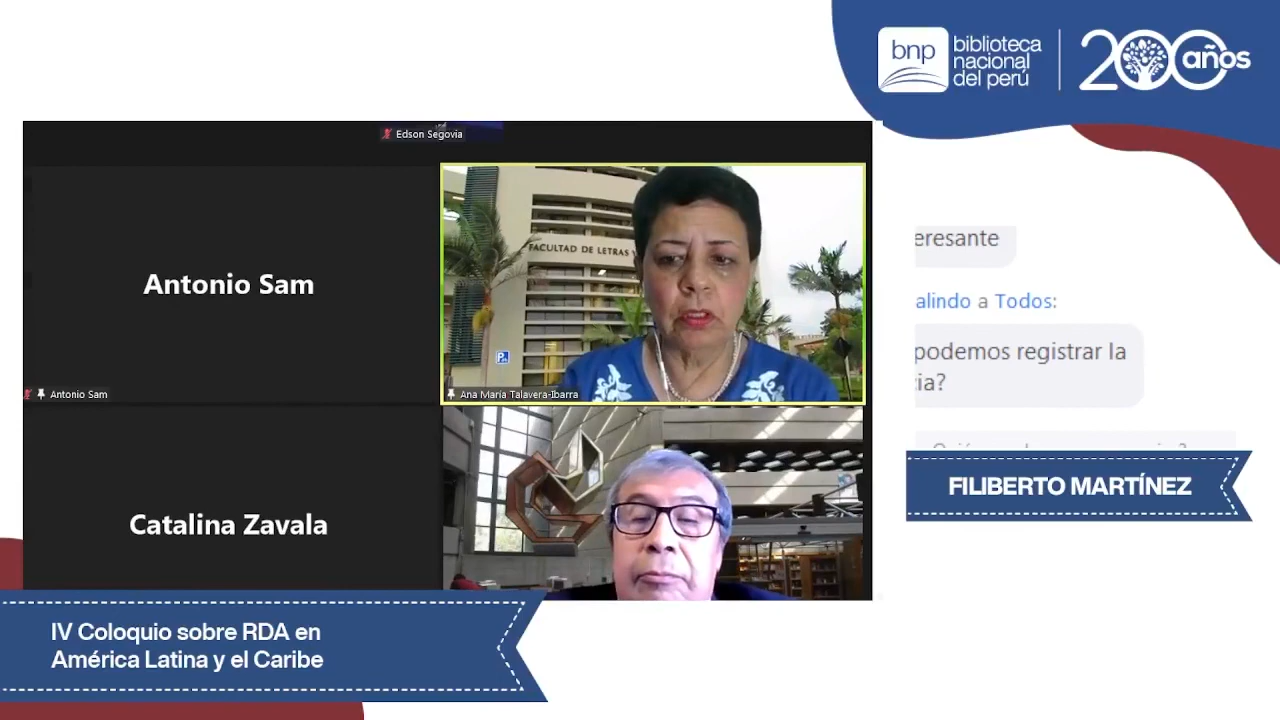 bnp
biblioteca
nacional
del perú
200 años
Edson Segovia
Antonio Sam
Antonio Sam
FACULTAD DE LETRAS
Ana María Talavera-Ibarra
Catalina Zavala
eresante
alindo a Todos:
podemos registrar la
ia?
FILIBERTO MARTÍNEZ
IV Coloquio sobre RDA en
América Latina y el Caribe